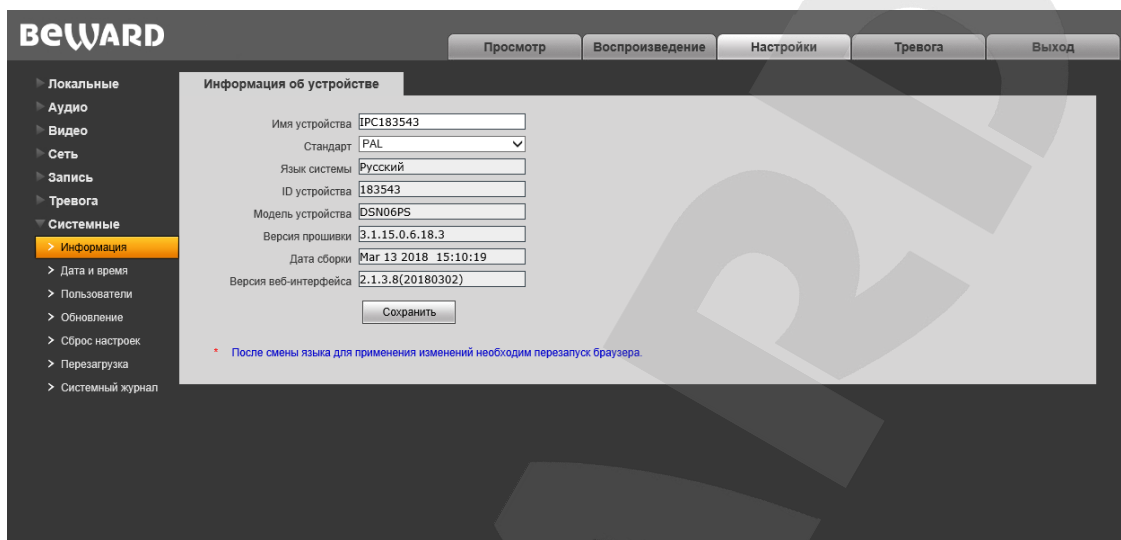 BEWARD
Просмотр Воспроизведение Настройки Тревога Выход
Локальные
Аудио
Видео
Сеть
Запись
Тревога
Системные
Информация
Дата и время
Пользователи
Обновление
Сброс настроек
Перезагрузка
Системный журнал
Информация об устройстве
Имя устройства IPC183543
Стандарт PAL
Язык системы Русский
ID устройства 183543
Модель устройства DSN06PS
Версия прошивки 3.1.15.0.6.18.3
Дата сборки Mar 13 2018 15:10:19
Версия веб-интерфейса 2.1.3.8(20180302)
Сохранить
* После смены языка для применения изменений необходим перезапуск браузера.